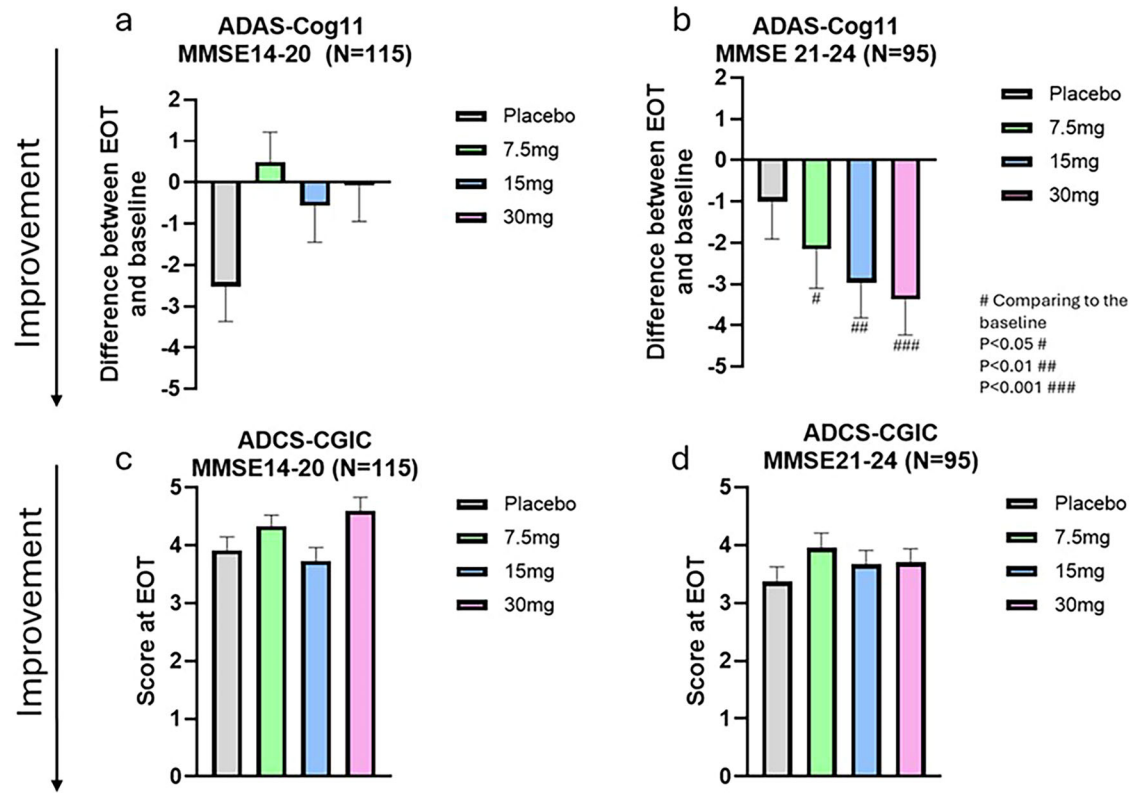 a
ADAS-Cog11
MMSE14-20 (N=115)
Improvement
Difference between EOT
and baseline
2
1
0
-1
-2
-3
-4
-5
Placebo
7.5mg
15mg
30mg
b
ADAS-Cog11
MMSE 21-24 (N=95)
Difference between EOT
and baseline
2
1
0
-1
-2
-3
-4
-5
#
##
###
Placebo
7.5mg
15mg
30mg
# Comparing to the
baseline
P<0.05 #
P<0.01 ##
P<0.001 ###
c
ADCS-CGIC
MMSE14-20 (N=115)
Improvement
Score at EOT
5
4
3
2
1
0
Placebo
7.5mg
15mg
30mg
d
ADCS-CGIC
MMSE21-24 (N=95)
Score at EOT
5
4
3
2
1
0
Placebo
7.5mg
15mg
30mg